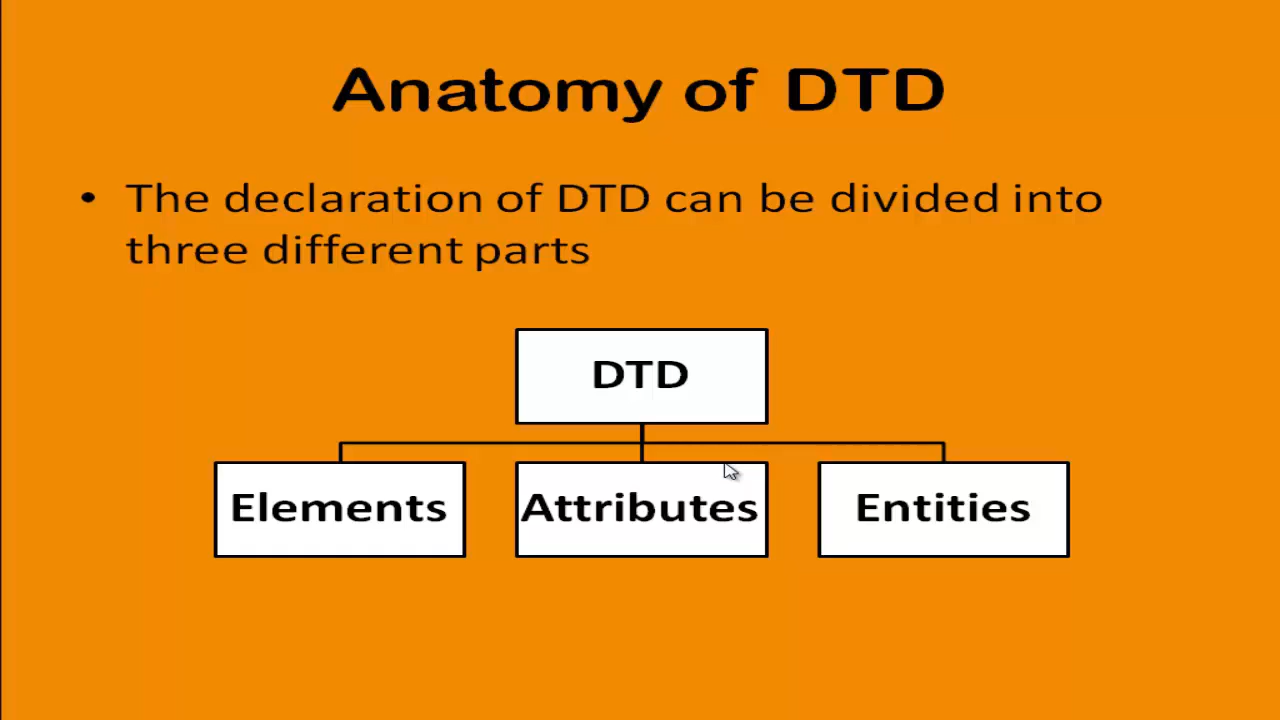 Anatomy of DTD
• The declaration of DTD can be divided into
three different parts
DTD
Elements
Attributes
Entities